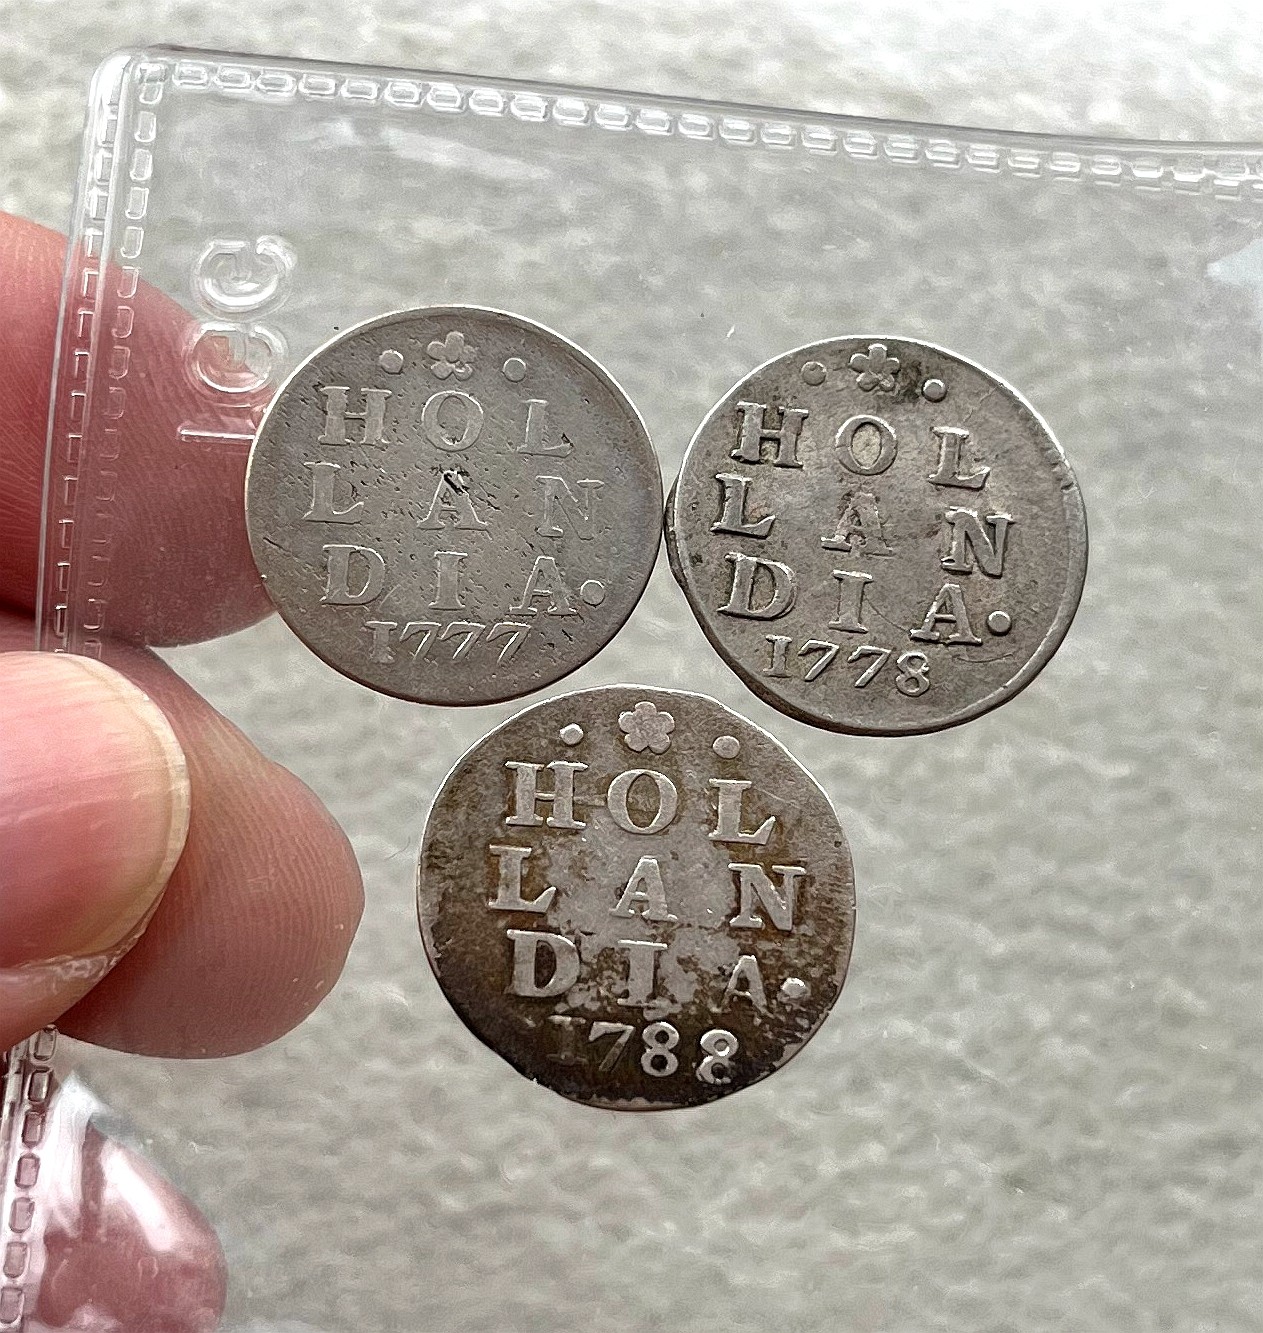 · ·
HOL
LAN
DIA·
1777
· ·
HOL
LAN
DIA·
1778
· ·
HOL
LAN
DIA·
1788